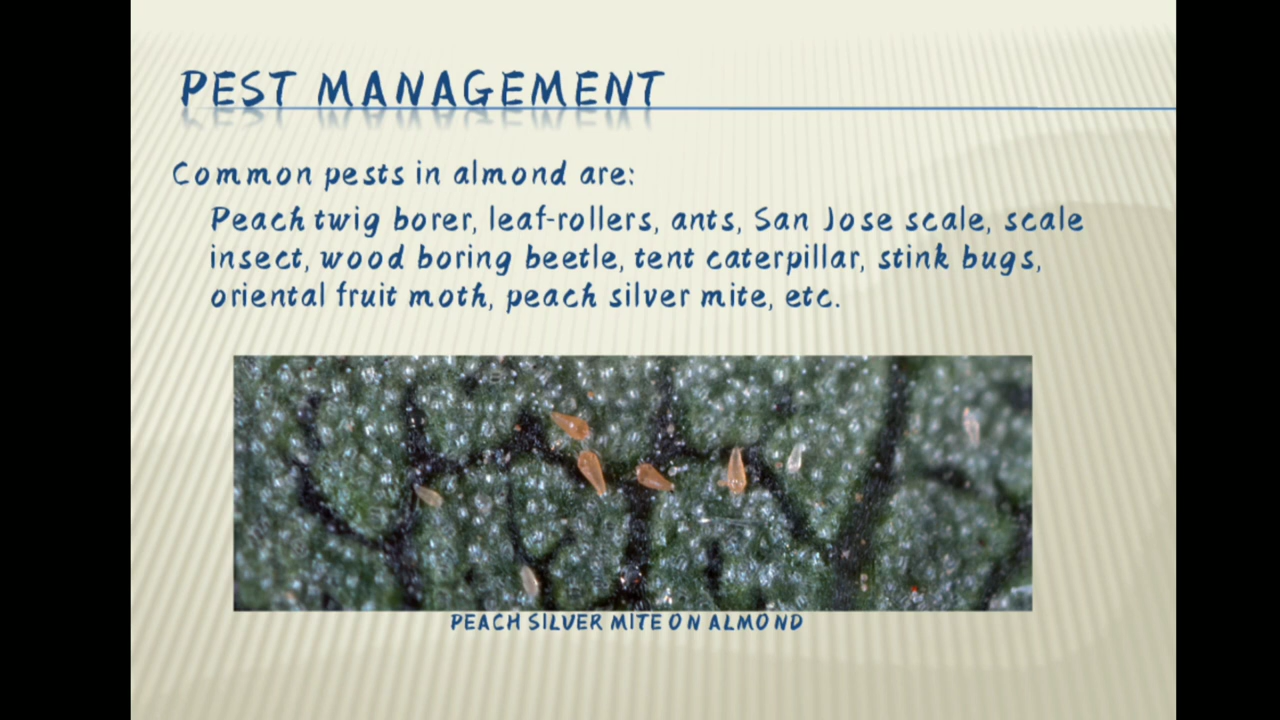 PEST MANAGEMENT
Common pests in almond are:
Peach twig borer, leaf-rollers, ants, San Jose scale, scale
insect, wood boring beetle, tent caterpillar, stink bugs,
oriental fruit moth, peach silver mite, etc.
PEACH SILVER MITE ON ALMOND